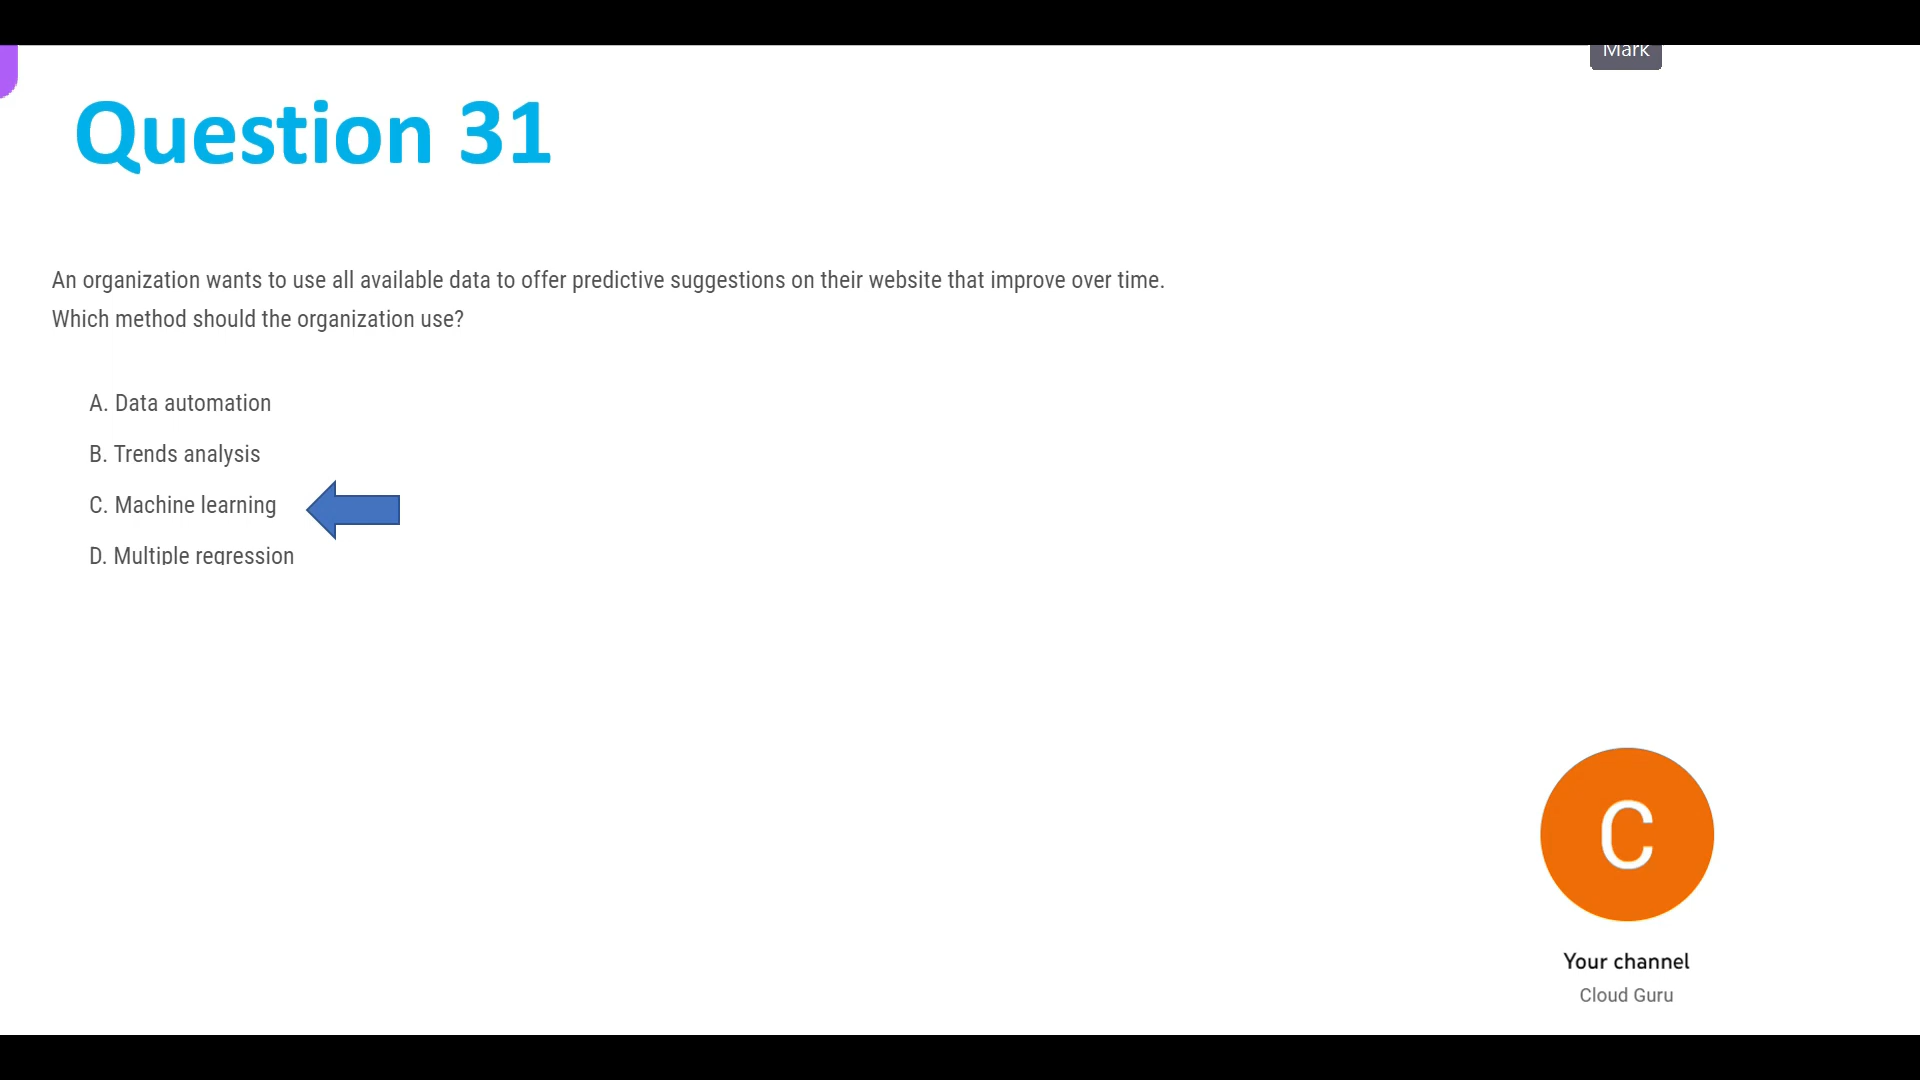 Mark
Question 31
An organization wants to use all available data to offer predictive suggestions on their website that improve over time.
Which method should the organization use?
A. Data automation
B. Trends analysis
C. Machine learning
D. Multiple regression
C
Your channel
Cloud Guru